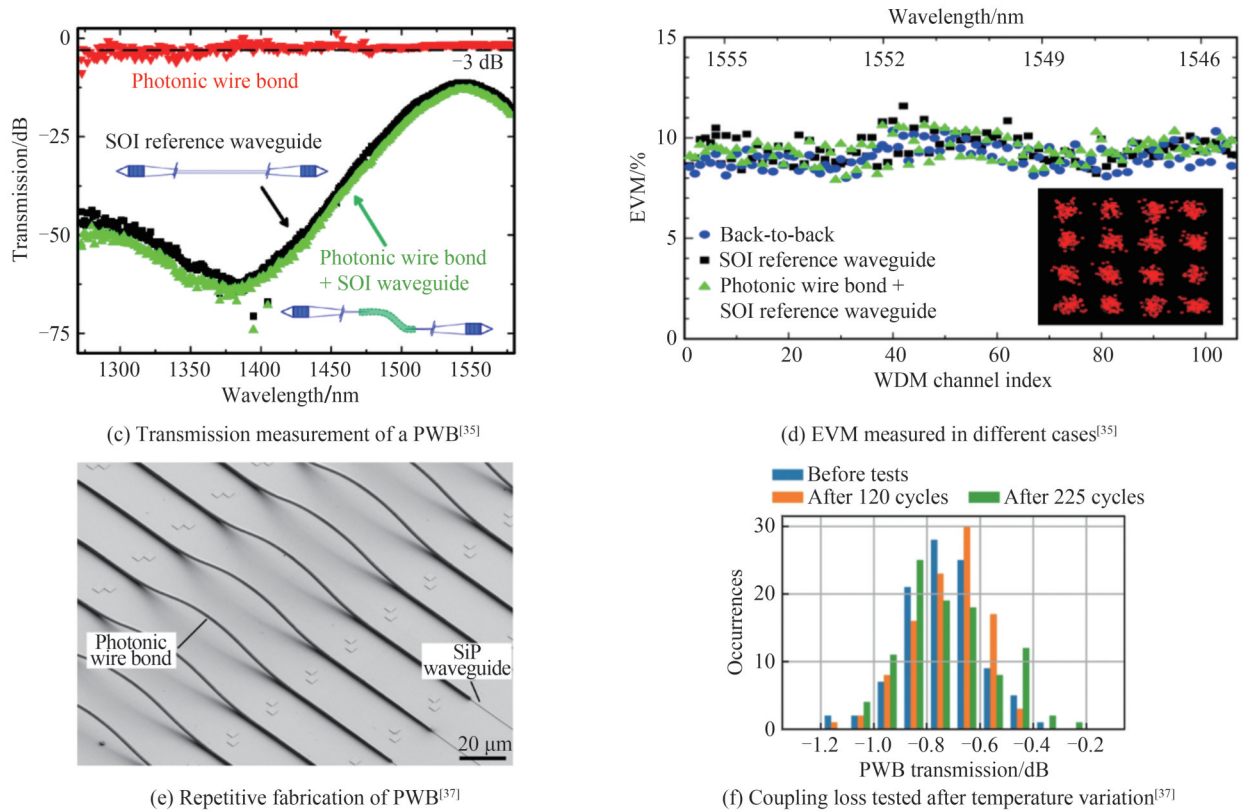 0
−25
−50
−75
Transmission/dB
−3 dB
Photonic wire bond
SOI reference waveguide
Photonic wire bond
+ SOI waveguide
1300 1350 1400 1450 1500 1550
Wavelength/nm
(c) Transmission measurement of a PWB[35]
Wavelength/nm
1555 1552 1549 1546
15
10
5
0
EVM/%
Back-to-back
SOI reference waveguide
Photonic wire bond +
SOI reference waveguide
0 20 40 60 80 100
WDM channel index
(d) EVM measured in different cases[35]
Photonic
wire bond
SiP
waveguide
20 μm
(e) Repetitive fabrication of PWB[37]
Before tests
After 120 cycles After 225 cycles
30
20
10
0
Occurrences
−1.2 −1.0 −0.8 −0.6 −0.4 −0.2
PWB transmission/dB
(f) Coupling loss tested after temperature variation[37]